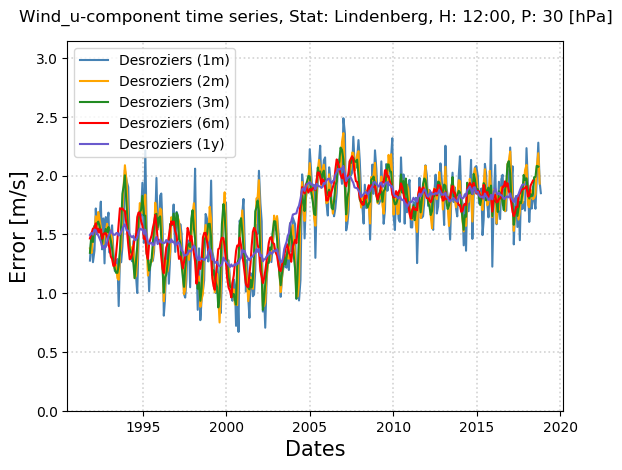 Wind_u-component time series, Stat: Lindenberg, H: 12:00, P: 30 [hPa]
Desroziers (1m)
Desroziers (2m)
Desroziers (3m)
Desroziers (6m)
Desroziers (1y)
Error [m/s]
3.0
2.5
2.0
1.5
1.0
0.5
0.0
1995 2000 2005 2010 2015 2020
Dates